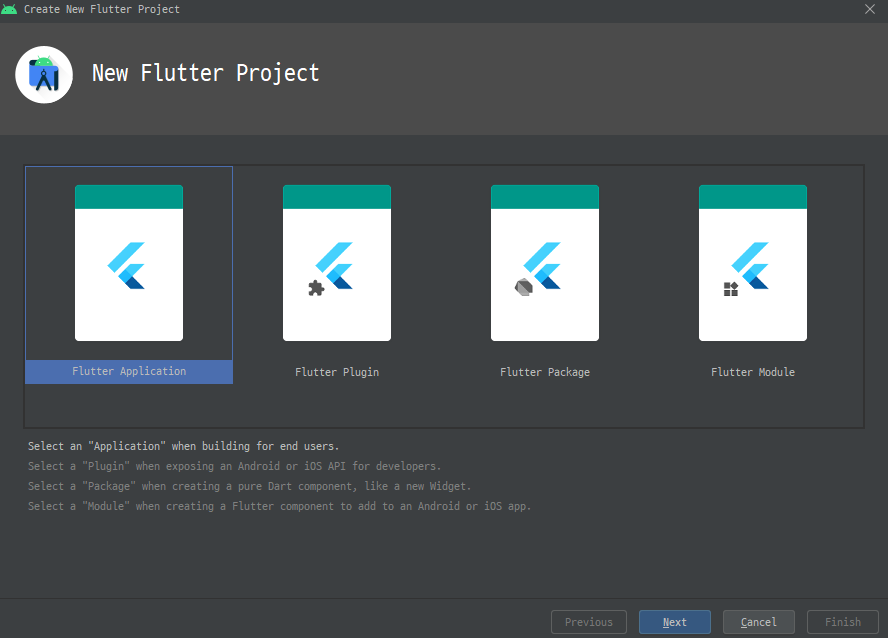 Create New Flutter Project
New Flutter Project
Flutter Application
Flutter Plugin
Flutter Package
Flutter Module
Select an "Application" when building for end users.
Select a "Plugin" when exposing an Android or iOS API for developers.
Select a "Package" when creating a pure Dart component, like a new Widget.
Select a "Module" when creating a Flutter component to add to an Android or iOS app.
Previous
Next
Cancel
Finish